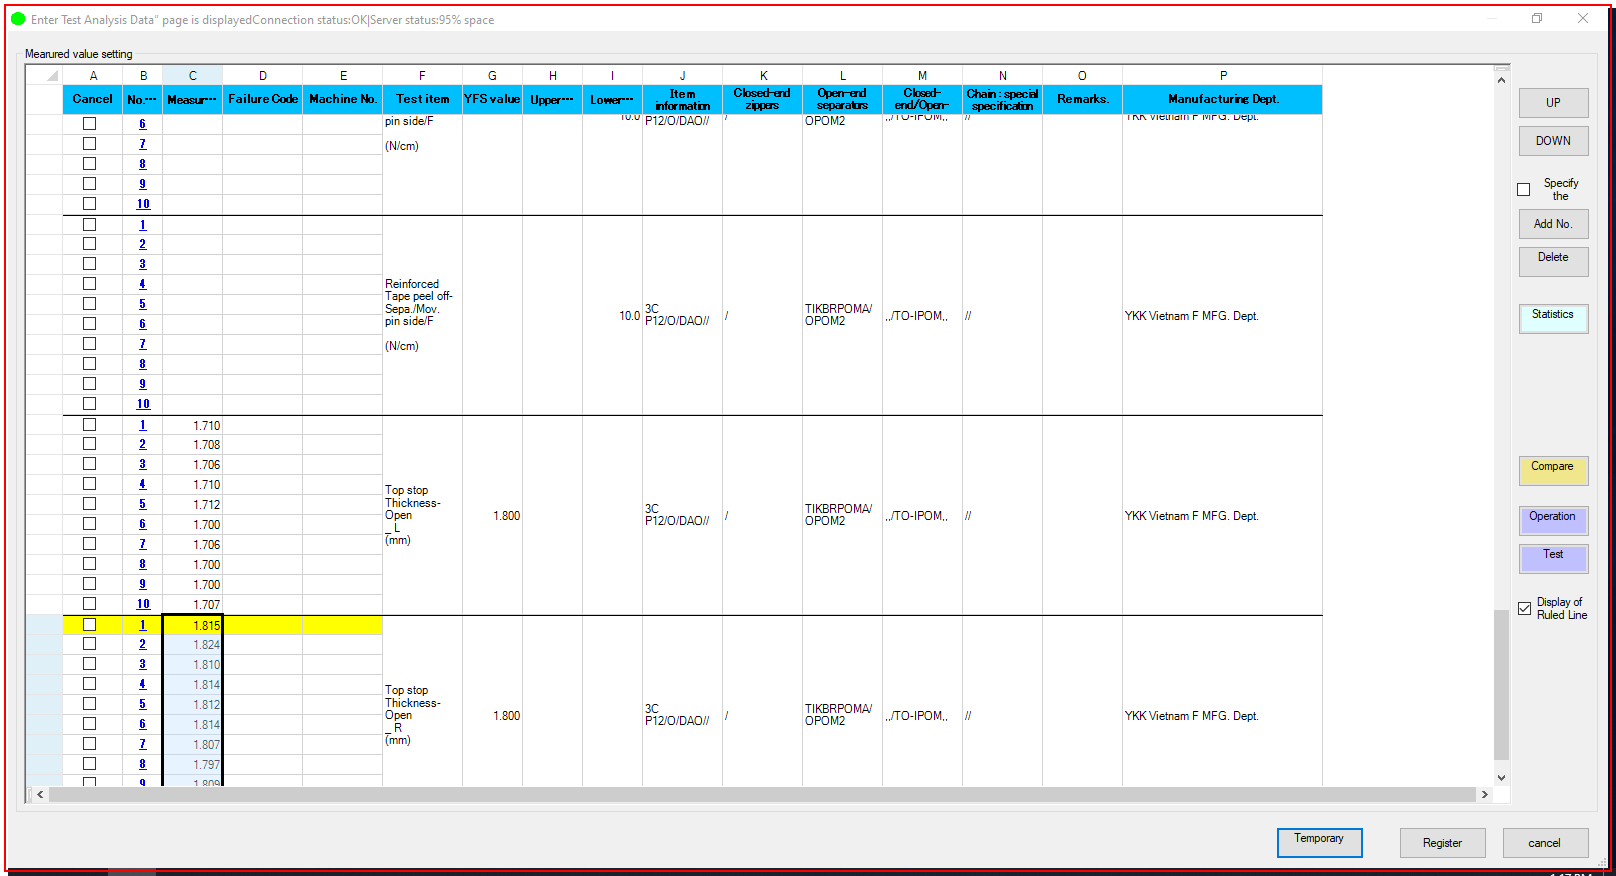 Enter Test Analysis Data" page is displayedConnection status:OK|Server status:95% space
Mearured value setting
A B C D E F G H I J K L M N O P
Cancel No.··· Measur··· Failure Code Machine No. Test item YFS value Upper··· Lower··· Item information Closed-end zippers Open-end separators Closed-end/Open- Chain : special specification Remarks. Manufacturing Dept.
6 pin side/F 10.0 P12/O/DAO// / OPOM2 ,,/TO-IPOM,, // YKK Vietnam F MFG. Dept.
7 (N/cm)
8
9
10
1
2
3
4 Reinforced
Tape peel off-
5 Sepa./Mov. 3C TIKBRPOMA/
6 pin side/F 10.0 P12/O/DAO// / OPOM2 ,,/TO-IPOM,, // YKK Vietnam F MFG. Dept.
7 (N/cm)
8
9
10
1 1.710
2 1.708
3 1.706
4 1.710 Top stop
5 1.712 Thickness- 3C TIKBRPOMA/
Open 1.800 P12/O/DAO// / OPOM2 ,,/TO-IPOM,, // YKK Vietnam F MFG. Dept.
6 1.700 _ L
7 1.706 (mm)
8 1.700
9 1.700
10 1.707
1 1.815
2 1.824
3 1.810
4 1.814 Top stop
5 1.812 Thickness- 3C TIKBRPOMA/
Open 1.800 P12/O/DAO// / OPOM2 ,,/TO-IPOM,, // YKK Vietnam F MFG. Dept.
6 1.814 _ R
7 1.807 (mm)
8 1.797
9 1.809
UP
DOWN
Specify
the
Add No.
Delete
Statistics
Compare
Operation
Test
Display of
Ruled Line
Temporary
Register
cancel